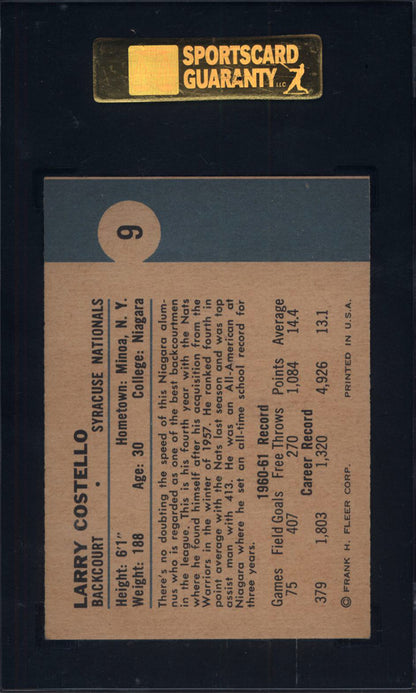 SPORTSCARD
GUARANTY LLC
9
LARRY COSTELLO
BACKCOURT • SYRACUSE NATIONALS
Height: 6'1" Hometown: Minoa, N. Y.
Weight: 188 Age: 30 College: Niagara
There's no doubting the speed of this Niagara alum-
nus who is regarded as one of the best backcourtmen
in the league. This is his fourth year with the Nats
where he found himself after his acquisition from the
Warriors in the winter of 1957. He ranked fourth in
point average with the Nats last season and was top
assist man with 413. He was an All-American at
Niagara where he set an all-time school record for
three years.
1960-61 Record
Games Field Goals Free Throws Points Average
75 407 270 1,084 14.4
Career Record
379 1,803 1,320 4,926 13.1
© FRANK H. FLEER CORP. PRINTED IN U.S.A.